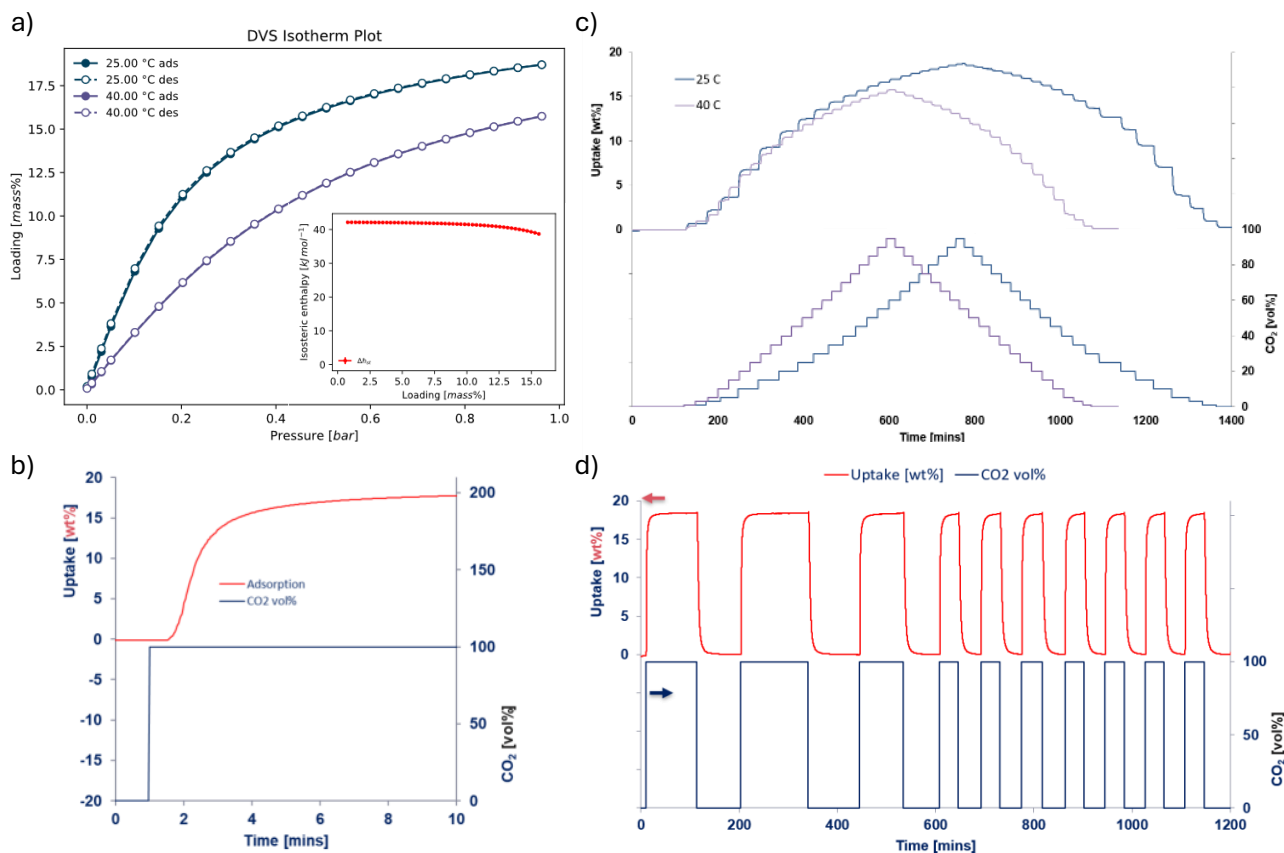 a)
DVS Isotherm Plot
25.00 °C ads
25.00 °C des
40.00 °C ads
40.00 °C des
Loading [mass%]
17.5
15.0
12.5
10.0
7.5
5.0
2.5
0.0
0.0 0.2 0.4 0.6 0.8 1.0
Pressure [bar]
Isosteric enthalpy [kJ mol⁻¹]
40
30
20
10
0
Δhst
0.0 2.5 5.0 7.5 10.0 12.5 15.0
Loading [mass%]
c)
25 C
40 C
Uptake [wt%]
20
15
10
5
0
100
80
60
40
20
0
CO₂ [vol%]
0 200 400 600 800 1000 1200 1400
Time [mins]
b)
Uptake [wt%]
20
15
10
5
0
-5
-10
-15
-20
Adsorption
CO2 vol%
200
150
100
50
0
CO₂ [vol%]
0 2 4 6 8 10
Time [mins]
d)
Uptake [wt%] CO2 vol%
Uptake [wt%]
20
15
10
5
0
100
50
0
CO₂ [vol%]
0 200 400 600 800 1000 1200
Time [mins]